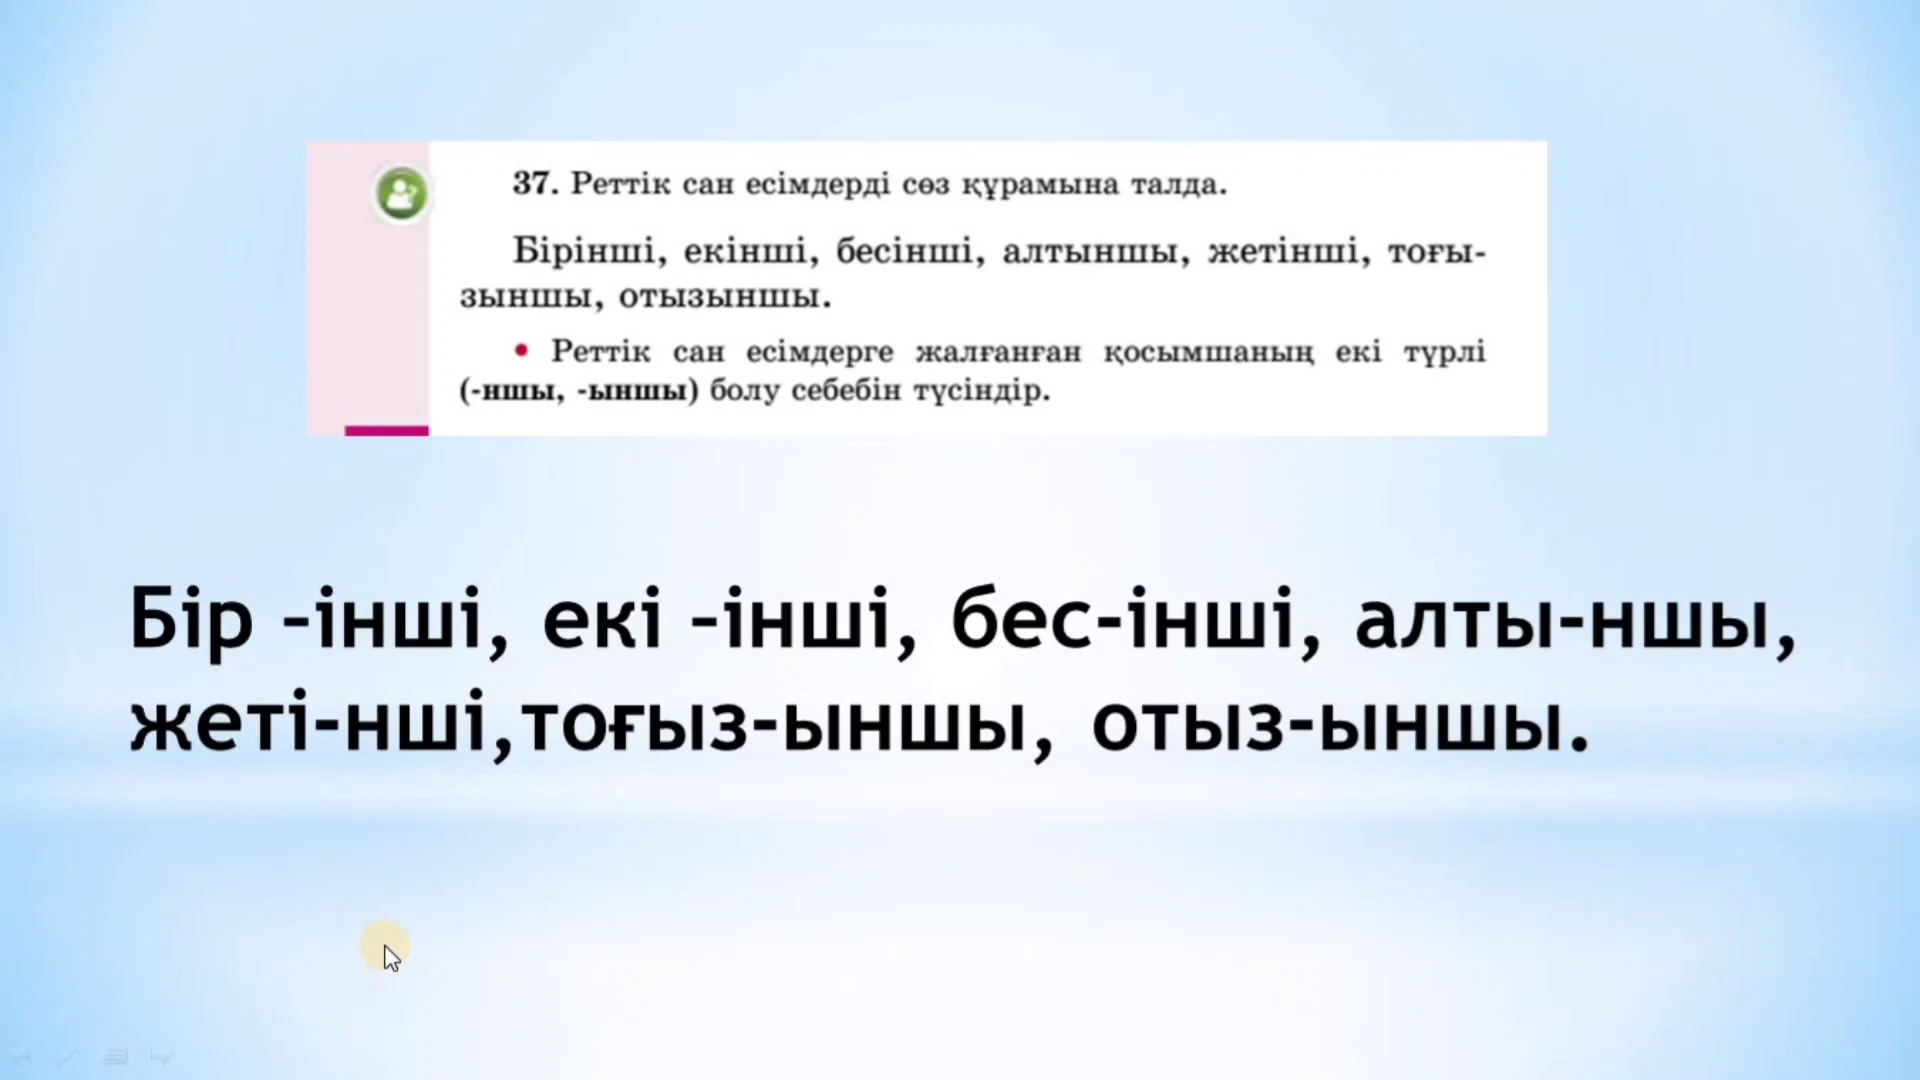 37. Реттік сан есімдерді сөз құрамына талда.
Бірінші, екінші, бесінші, алтыншы, жетінші, тоғы-
зыншы, отызыншы.
• Реттік сан есімдерге жалғанған қосымшаның екі түрлі
(-ншы, -ыншы) болу себебін түсіндір.
Бір -інші, екі -інші, бес-інші, алты-ншы,
жеті-нші,тоғыз-ыншы, отыз-ыншы.